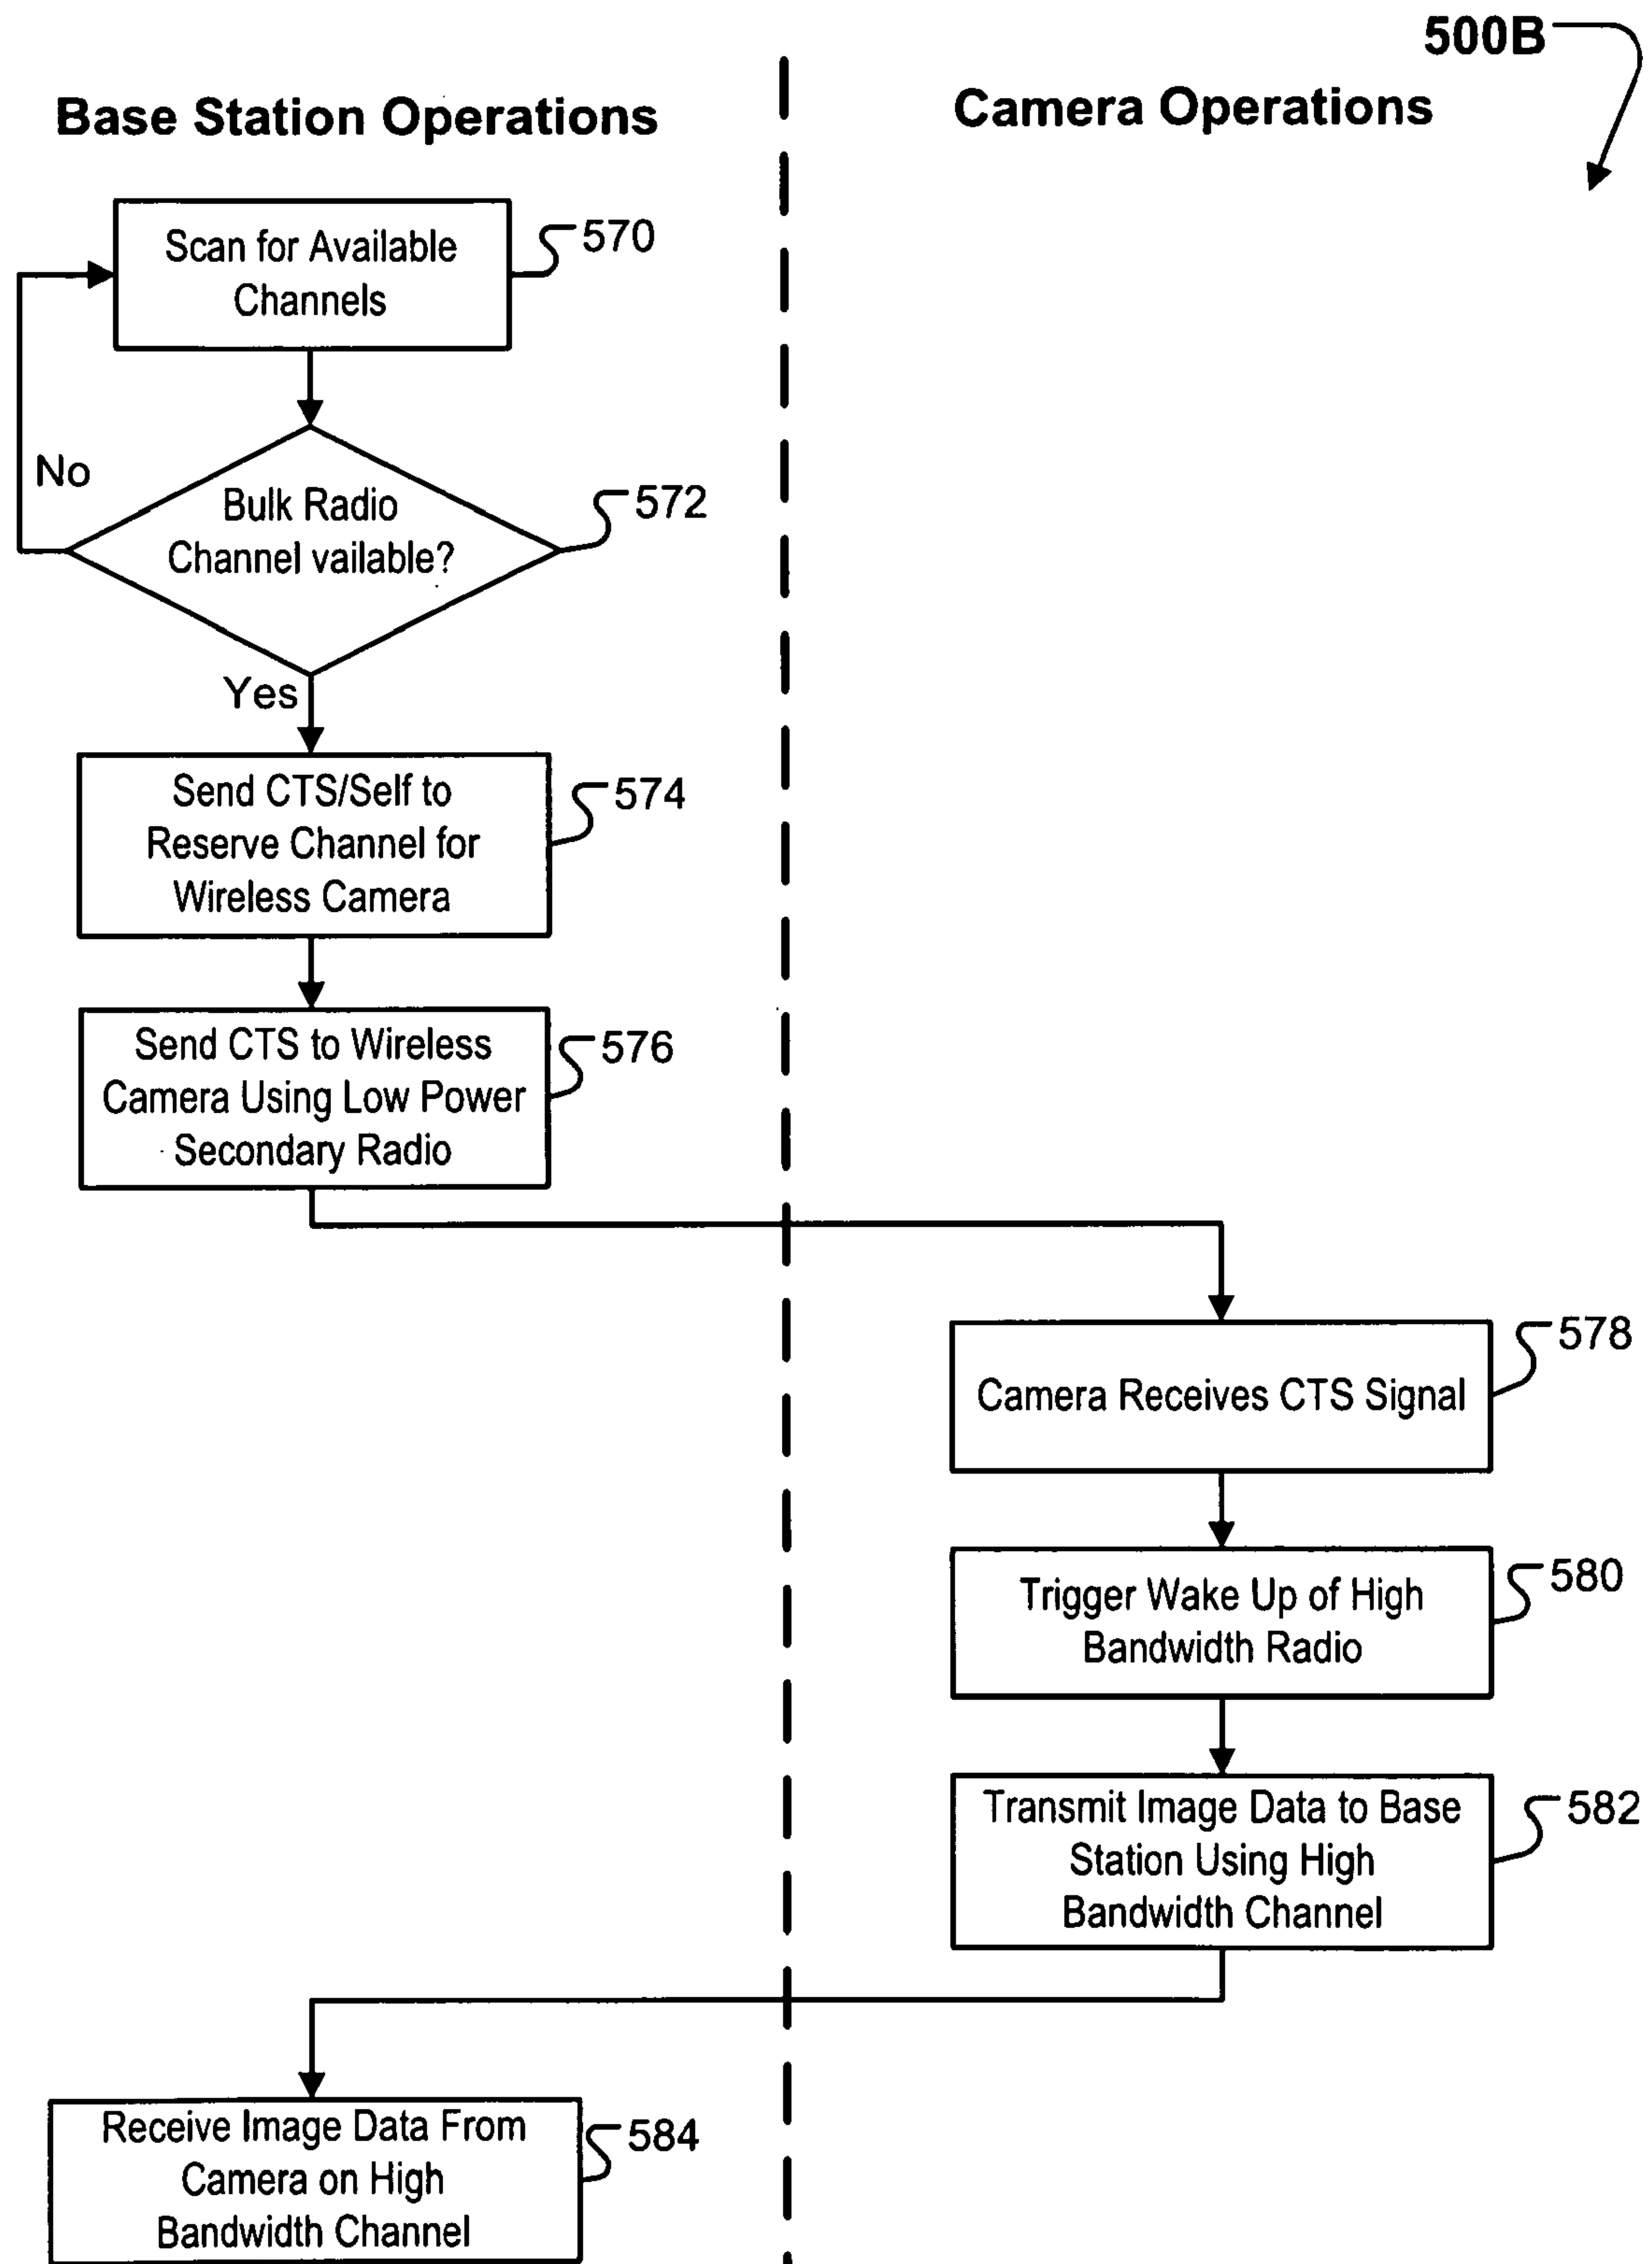 500B
Base Station Operations
Camera Operations
Scan for Available
Channels
570
No
Bulk Radio
Channel vailable?
572
Yes
Send CTS/Self to
Reserve Channel for
Wireless Camera
574
Send CTS to Wireless
Camera Using Low Power
Secondary Radio
576
Camera Receives CTS Signal
578
Trigger Wake Up of High
Bandwidth Radio
580
Transmit Image Data to Base
Station Using High
Bandwidth Channel
582
Receive Image Data From
Camera on High
Bandwidth Channel
584